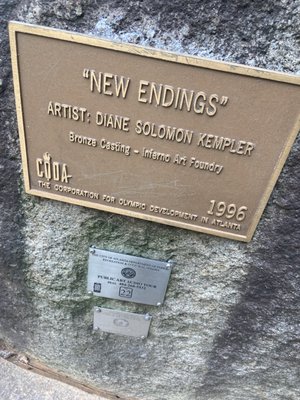 "NEW ENDINGS"
ARTIST: DIANE SOLOMON KEMPLER
Bronze Casting – Inferno Art Foundry
CODA
THE CORPORATION FOR OLYMPIC DEVELOPMENT IN ATLANTA
1996
PUBLIC ART AUDIO TOUR
22